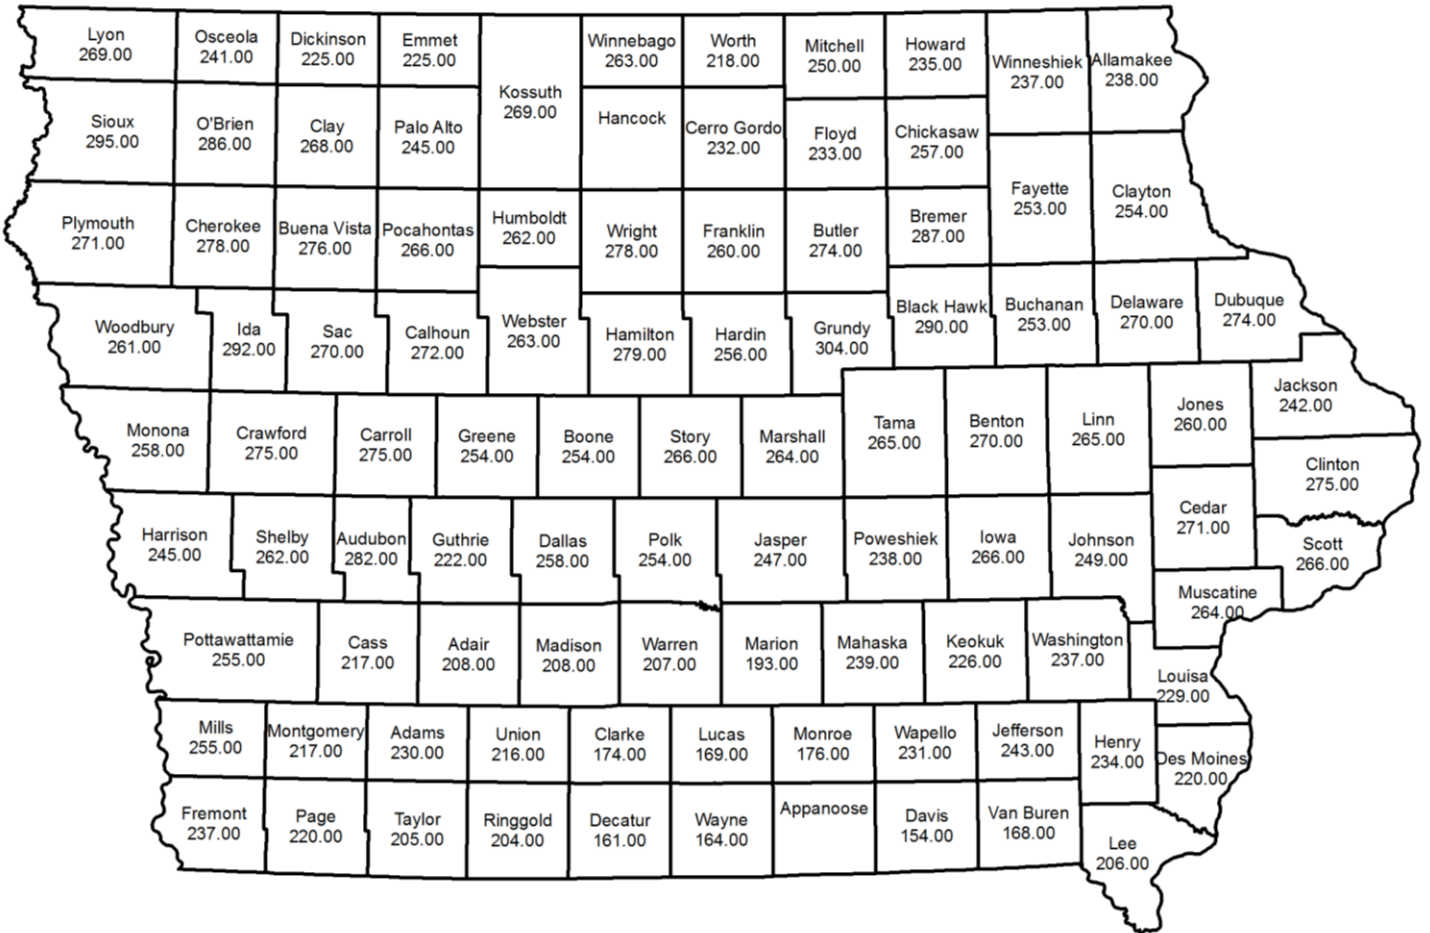 Lyon
269.00
Osceola
241.00
Dickinson
225.00
Emmet
225.00
Kossuth
269.00
Winnebago
263.00
Worth
218.00
Mitchell
250.00
Howard
235.00
Winneshiek
237.00
Allamakee
238.00
Sioux
295.00
O'Brien
286.00
Clay
268.00
Palo Alto
245.00
Hancock
Cerro Gordo
232.00
Floyd
233.00
Chickasaw
257.00
Fayette
253.00
Clayton
254.00
Plymouth
271.00
Cherokee
278.00
Buena Vista
276.00
Pocahontas
266.00
Humboldt
262.00
Wright
278.00
Franklin
260.00
Butler
274.00
Bremer
287.00
Woodbury
261.00
Ida
292.00
Sac
270.00
Calhoun
272.00
Webster
263.00
Hamilton
279.00
Hardin
256.00
Grundy
304.00
Black Hawk
290.00
Buchanan
253.00
Delaware
270.00
Dubuque
274.00
Monona
258.00
Crawford
275.00
Carroll
275.00
Greene
254.00
Boone
254.00
Story
266.00
Marshall
264.00
Tama
265.00
Benton
270.00
Linn
265.00
Jones
260.00
Jackson
242.00
Clinton
275.00
Harrison
245.00
Shelby
262.00
Audubon
282.00
Guthrie
222.00
Dallas
258.00
Polk
254.00
Jasper
247.00
Poweshiek
238.00
Iowa
266.00
Johnson
249.00
Cedar
271.00
Scott
266.00
Muscatine
264.00
Pottawattamie
255.00
Cass
217.00
Adair
208.00
Madison
208.00
Warren
207.00
Marion
193.00
Mahaska
239.00
Keokuk
226.00
Washington
237.00
Louisa
229.00
Mills
255.00
Montgomery
217.00
Adams
230.00
Union
216.00
Clarke
174.00
Lucas
169.00
Monroe
176.00
Wapello
231.00
Jefferson
243.00
Henry
234.00
Des Moines
220.00
Fremont
237.00
Page
220.00
Taylor
205.00
Ringgold
204.00
Decatur
161.00
Wayne
164.00
Appanoose
Davis
154.00
Van Buren
168.00
Lee
206.00